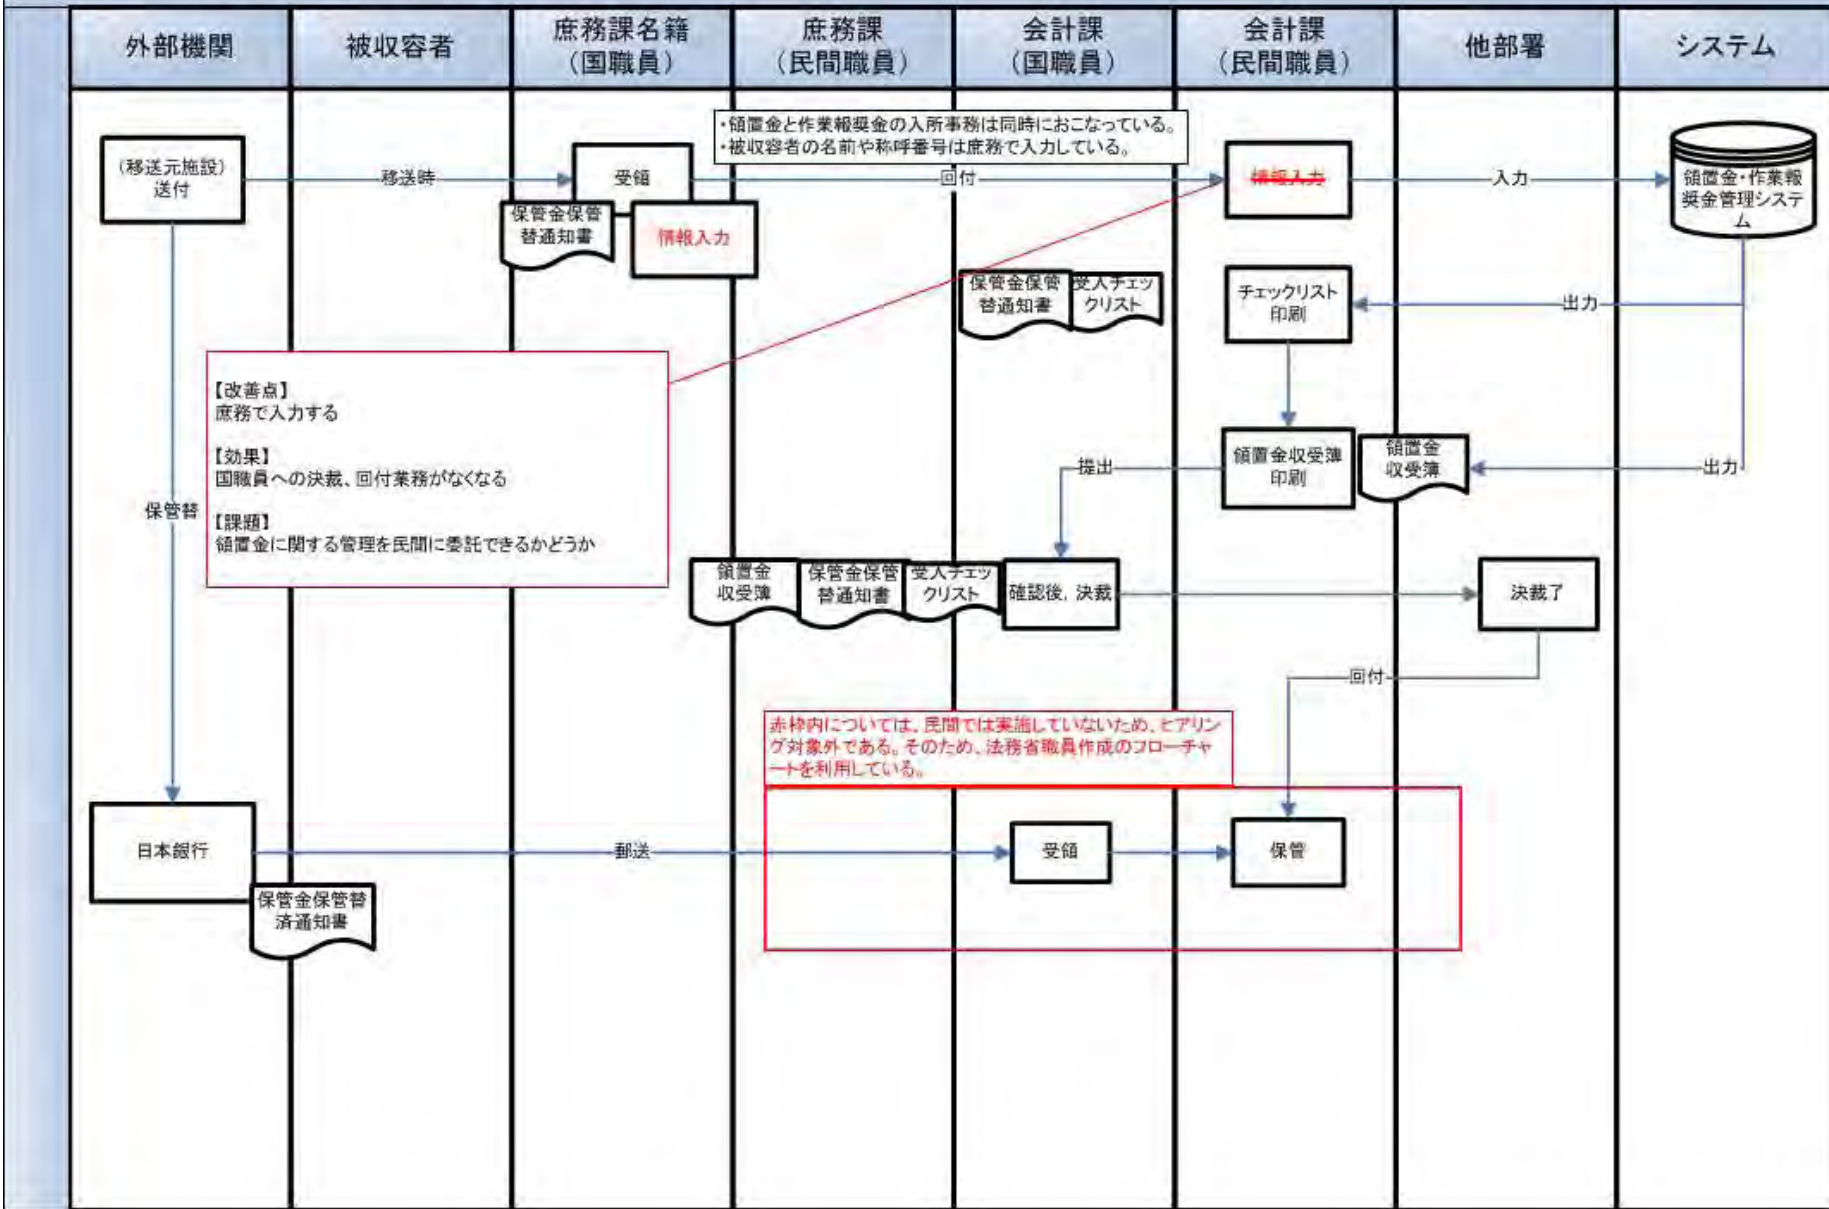 外部機関
被収容者
庶務課名籍
（国職員）
庶務課
（民間職員）
会計課
（国職員）
会計課
（民間職員）
他部署
システム
・領置金と作業報奨金の入所事務は同時におこなっている。
・被収容者の名前や称呼番号は庶務で入力している。
（移送元施設）
送付
移送時
受領
回付
情報入力
入力
領置金・作業報
奨金管理システ
ム
保管金保管
替通知書
情報入力
保管金保管
替通知書
受入チェッ
クリスト
チェックリスト
印刷
出力
【改善点】
庶務で入力する
【効果】
国職員への決裁、回付業務がなくなる
【課題】
領置金に関する管理を民間に委託できるかどうか
保管替
提出
領置金収受簿
印刷
領置金
収受簿
出力
領置金
収受簿
保管金保管
替通知書
受入チェッ
クリスト
確認後，決裁
決裁了
回付
赤枠内については、民間では実施していないため、ヒアリン
グ対象外である。そのため、法務省職員作成のフローチャ
ートを利用している。
日本銀行
郵送
受領
保管
保管金保管替
済通知書